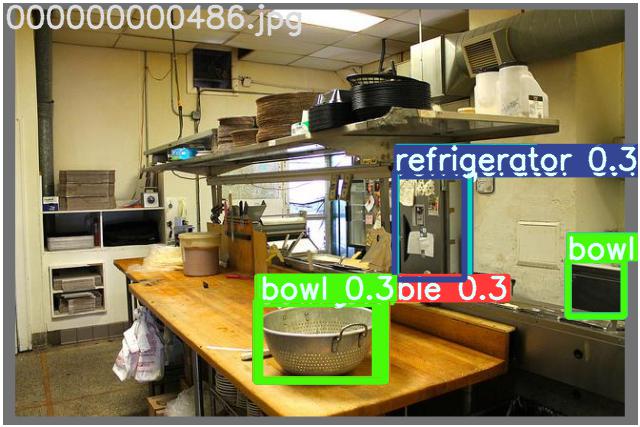 000000000486.jpg
refrigerator 0.3
bowl
bowl 0.3
ble 0.3